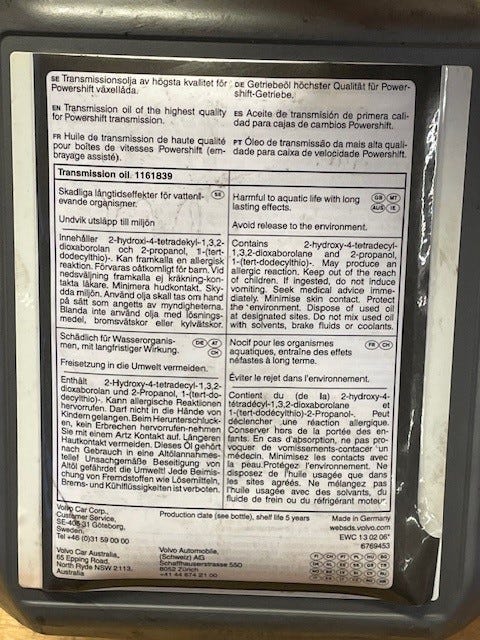 SE Transmissionsolja av högsta kvalitet för
Powershift växellåda.
EN Transmission oil of the highest quality
for Powershift transmission.
FR Huile de transmission de haute qualité
pour boîtes de vitesses Powershift (em-
brayage assisté).
DE Getriebeöl höchster Qualität für Power-
shift-Getriebe.
ES Aceite de transmisión de primera cali-
dad para cajas de cambios Powershift.
PT Óleo de transmissão da mais alta quali-
dade para caixa de velocidade Powershift.
Transmission oil. 1161839
Skadliga långtidseffekter för vattenl-
evande organismer.
SE
Undvik utsläpp till miljön
Innehåller 2-hydroxi-4-tetradekyl-1,3,2-
dioxaborolan och 2-propanol, 1-(tert-
dodecylthio)-. Kan framkalla en allergisk
reaktion. Förvaras oåtkomligt för barn. Vid
nedsväljning framkalla ej kräkning-kon-
takta läkare. Minimera hudkontakt. Sky-
dda miljön. Använd olja skall tas om hand
på sätt som angetts av myndigheterna.
Blanda inte använd olja med lösnings-
medel, bromsvätskor eller kylvätskor.
Harmful to aquatic life with long
lasting effects.
GB MT
AUS IE
Avoid release to the environment.
Contains 2-hydroxy-4-tetradecyl-
1,3,2-dioxaborolane and 2-propanol,
1-(tert-dodecylthio)-. May produce an
allergic reaction. Keep out of the reach
of children. If ingested, do not induce
vomiting. Seek medical advice imme-
diately. Minimise skin contact. Protect
the environment. Dispose of used oil
at designated sites. Do not mix used oil
with solvents, brake fluids or coolants.
Schädlich für Wasserorganis-
men, mit langfristiger Wirkung.
DE AT
CH
Freisetzung in die Umwelt vermeiden.
Enthält 2-Hydroxy-4-tetradecyl-1,3,2-
dioxaborolan und 2-Propanol, 1-(tert-do-
decylthio)-. Kann allergische Reaktionen
hervorrufen. Darf nicht in die Hände von
Kindern gelangen. Beim Herunterschluck-
en, kein Erbrechen hervorrufen-nehmen
Sie mit einem Artz Kontakt auf. Längeren
Hautkontakt vermeiden. Dieses Öl gehört
nach Gebrauch in eine Altölannahmes-
telle! Unsachgemäße Beseitigung von
Altöl gefährdet die Umwelt Jede Beimis-
chung von Fremdstoffen wie Lösemitteln,
Brems-und Kühlflüssigkeiten ist verboten.
Nocif pour les organismes
aquatiques, entraîne des effets
néfastes à long terme.
FR CH
Éviter le rejet dans l'environnement.
Contient du (de la) 2-hydroxy-4-
tétradécyl-1,3,2-dioxaborolane et
1-(tert-dodécylthio)-2-Propanol-. Peut
déclencher une réaction allergique.
Conserver hors de la portée des en-
fants. En cas d'absorption, ne pas pro-
voquer de vomissements-contacer un
médecin. Minimisez les contacts avec
la peau.Protégez l'environnement. Ne
disposez de l'huile usagée que dans
les sites agréés. Ne mélangez pas
l'huile usagée avec des solvants, du
fluide de frein ou du réfrigérant moteur.
Volvo Car Corp.,
Customer Service,
SE-405 31 Göteborg,
Sweden.
Tel +46 (0)31 59 00 00
Production date (see bottle), shelf life 5 years
Made in Germany
websds.volvo.com
EWC 13 02 06*
6769453
Volvo Car Australia,
65 Epping Road,
North Ryde NSW 2113,
Australia
Volvo Automobile,
(Schweiz) AG
Schaffhauserstrasse 550
8052 Zürich
+41 44 874 21 00